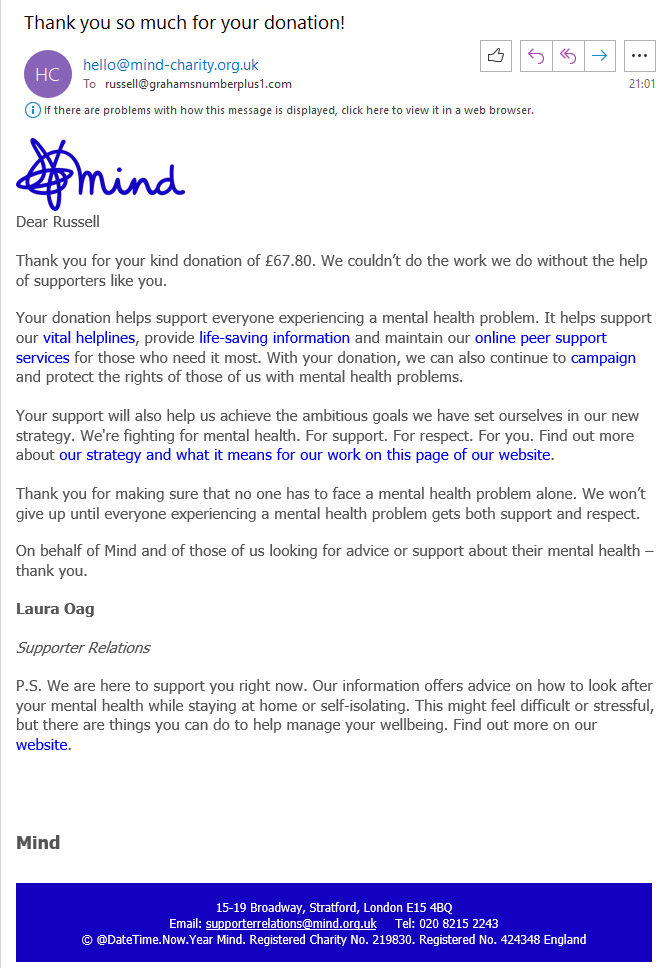 Thank you so much for your donation!
HC
hello@mind-charity.org.uk
To russell@grahamsnumberplus1.com
21:01
If there are problems with how this message is displayed, click here to view it in a web browser.
mind
Dear Russell
Thank you for your kind donation of £67.80. We couldn’t do the work we do without the help
of supporters like you.
Your donation helps support everyone experiencing a mental health problem. It helps support
our vital helplines, provide life-saving information and maintain our online peer support
services for those who need it most. With your donation, we can also continue to campaign
and protect the rights of those of us with mental health problems.
Your support will also help us achieve the ambitious goals we have set ourselves in our new
strategy. We're fighting for mental health. For support. For respect. For you. Find out more
about our strategy and what it means for our work on this page of our website.
Thank you for making sure that no one has to face a mental health problem alone. We won’t
give up until everyone experiencing a mental health problem gets both support and respect.
On behalf of Mind and of those of us looking for advice or support about their mental health –
thank you.
Laura Oag
Supporter Relations
P.S. We are here to support you right now. Our information offers advice on how to look after
your mental health while staying at home or self-isolating. This might feel difficult or stressful,
but there are things you can do to help manage your wellbeing. Find out more on our
website.
Mind
15-19 Broadway, Stratford, London E15 4BQ
Email: supporterrelations@mind.org.uk Tel: 020 8215 2243
© @DateTime.Now.Year Mind. Registered Charity No. 219830. Registered No. 424348 England